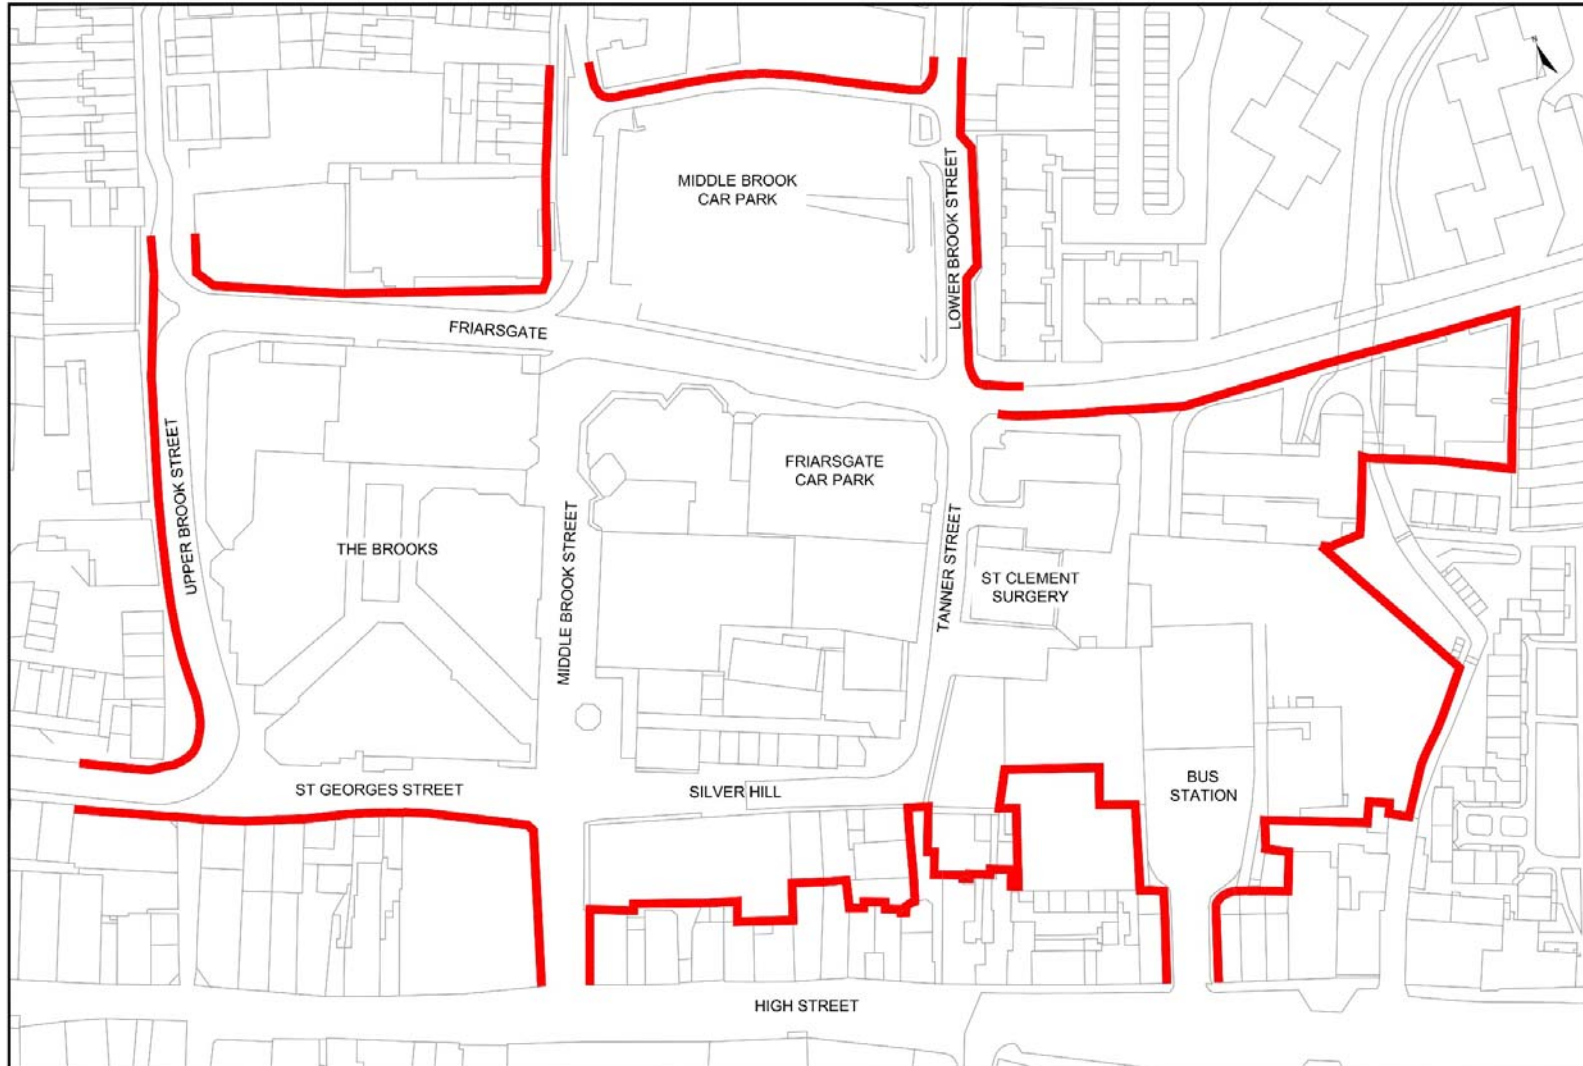 N
MIDDLE BROOK
CAR PARK
LOWER BROOK STREET
FRIARSGATE
UPPER BROOK STREET
FRIARSGATE
CAR PARK
THE BROOKS
MIDDLE BROOK STREET
TANNER STREET
ST CLEMENT
SURGERY
ST GEORGES STREET
SILVER HILL
BUS
STATION
HIGH STREET